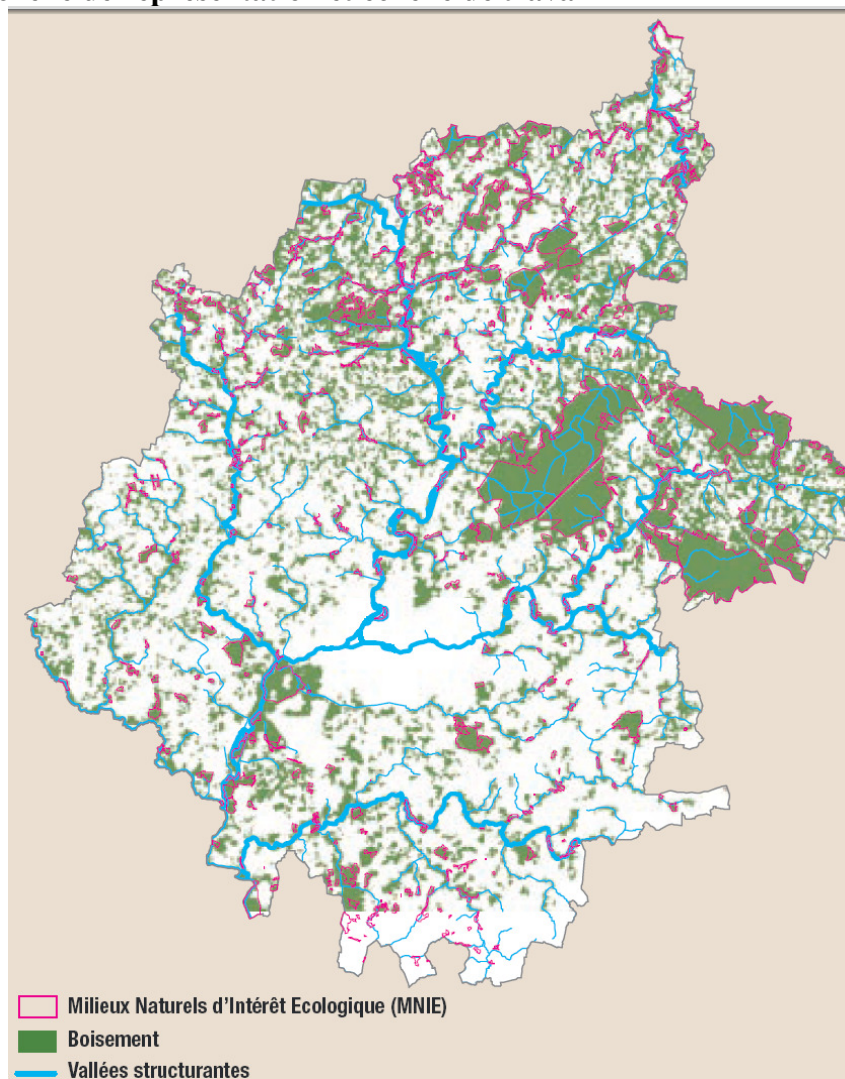 Milieux Naturels d'Intérêt Ecologique (MNIE)
Boisement
Vallées structurantes